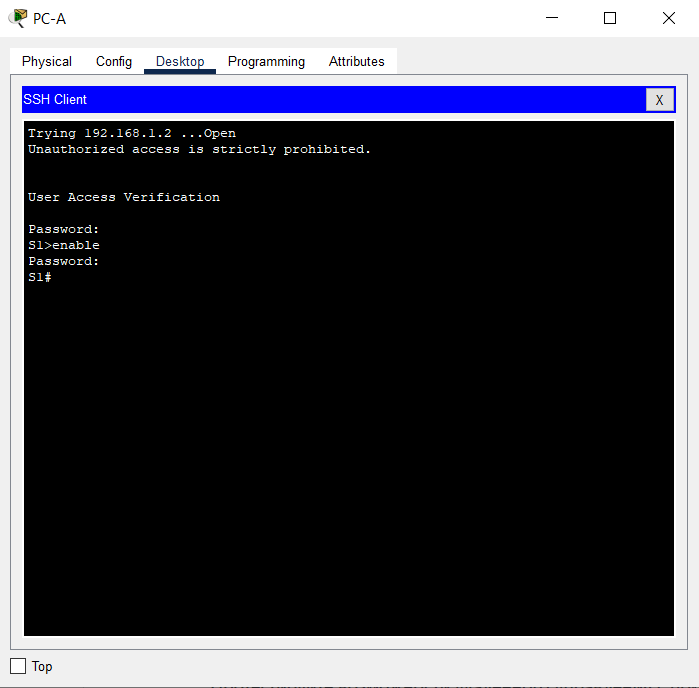 PC-A
Physical Config Desktop Programming Attributes
SSH Client
X
Trying 192.168.1.2 ...Open
Unauthorized access is strictly prohibited.
User Access Verification
Password:
S1>enable
Password:
S1#
Top